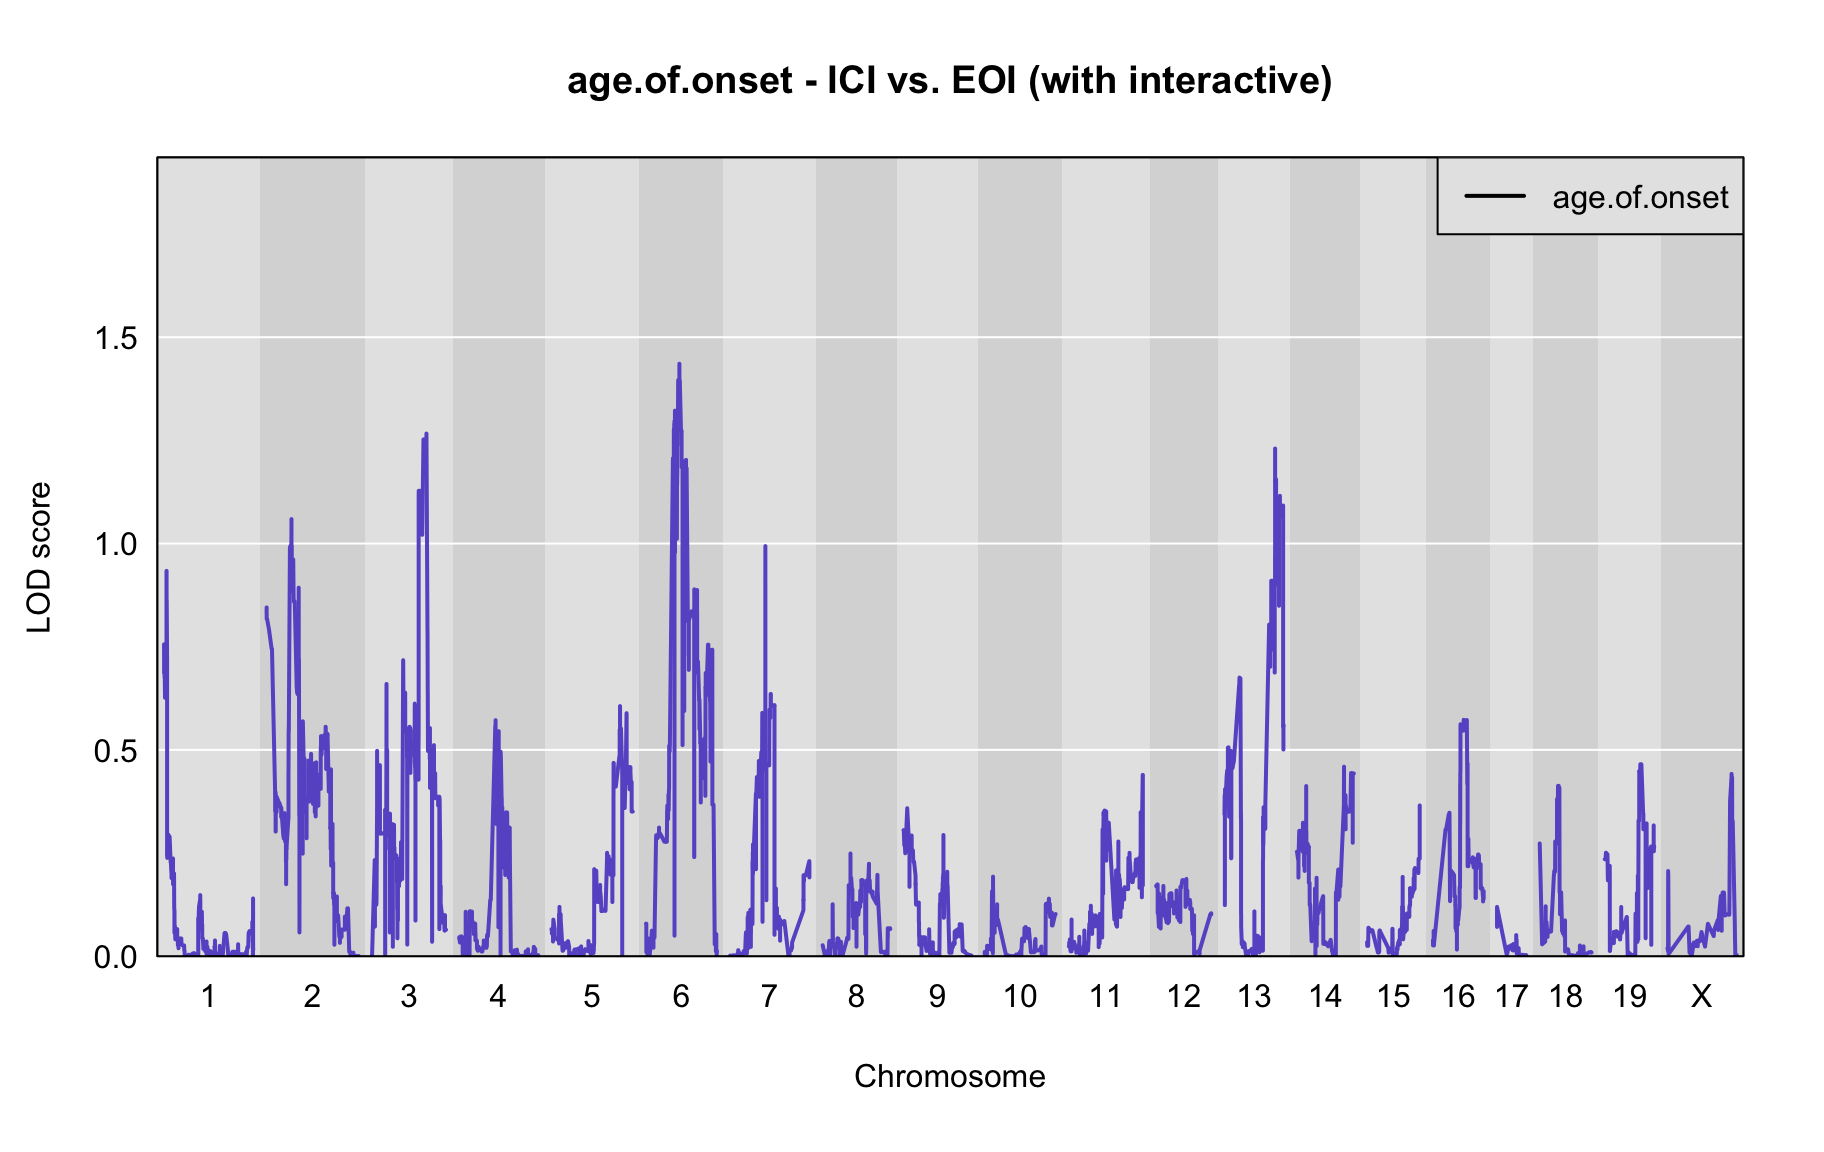 age.of.onset - ICI vs. EOI (with interactive)
age.of.onset
LOD score
1.5
1.0
0.5
0.0
1 2 3 4 5 6 7 8 9 10 11 12 13 14 15 16 17 18 19 X
Chromosome